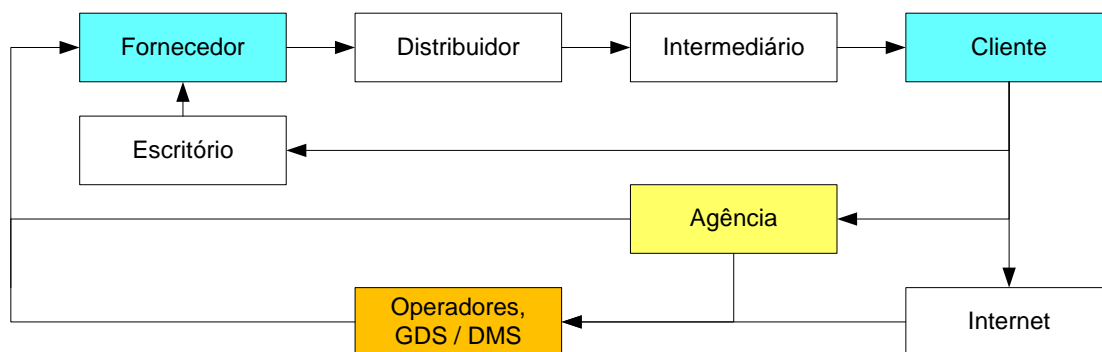 Fornecedor
Distribuidor
Intermediário
Cliente
Escritório
Agência
Operadores,
GDS / DMS
Internet